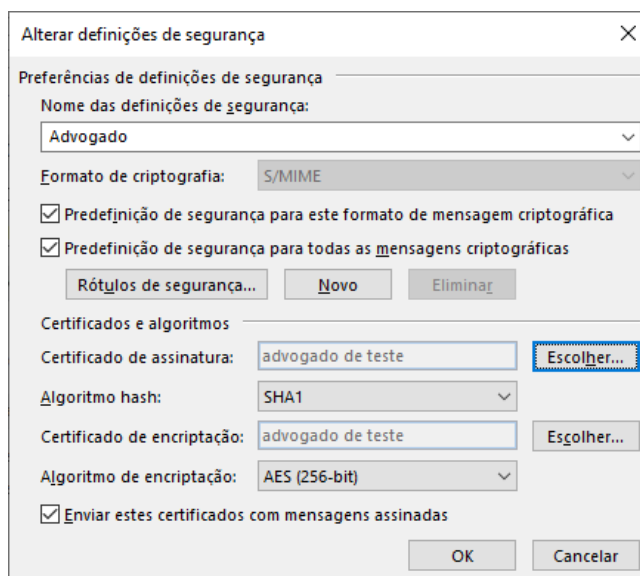 Alterar definições de segurança
Preferências de definições de segurança
Nome das definições de segurança:
Advogado
Formato de criptografia: S/MIME
Predefinição de segurança para este formato de mensagem criptográfica
Predefinição de segurança para todas as mensagens criptográficas
Rótulos de segurança... Novo Eliminar
Certificados e algoritmos
Certificado de assinatura: advogado de teste Escolher...
Algoritmo hash: SHA1
Certificado de encriptação: advogado de teste Escolher...
Algoritmo de encriptação: AES (256-bit)
Enviar estes certificados com mensagens assinadas
OK Cancelar